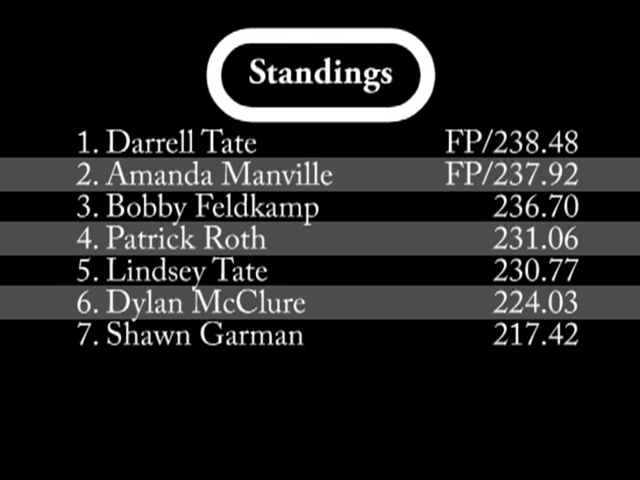 Standings
1. Darrell Tate FP/238.48
2. Amanda Manville FP/237.92
3. Bobby Feldkamp 236.70
4. Patrick Roth 231.06
5. Lindsey Tate 230.77
6. Dylan McClure 224.03
7. Shawn Garman 217.42